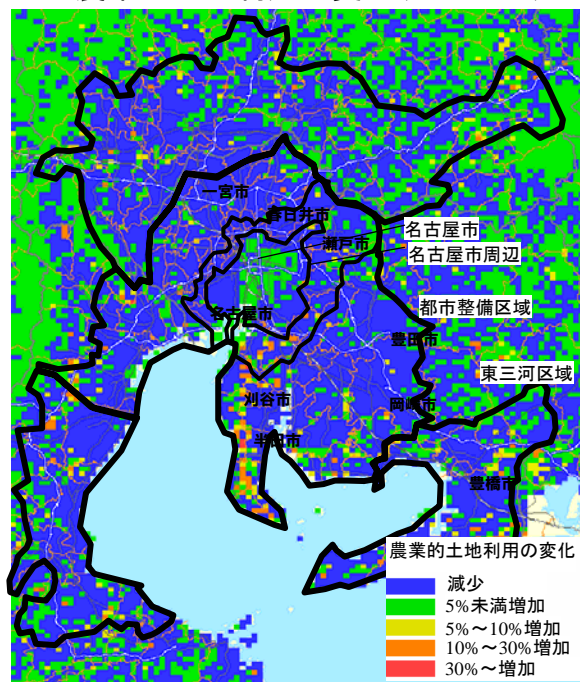 一宮市
春日井市
瀬戸市
名古屋市
名古屋市周辺
都市整備区域
名古屋市
豊田市
東三河区域
刈谷市
岡崎市
半田市
豊橋市
農業的土地利用の変化
減少
5%未満増加
5%～10%増加
10%～30%増加
30%～増加